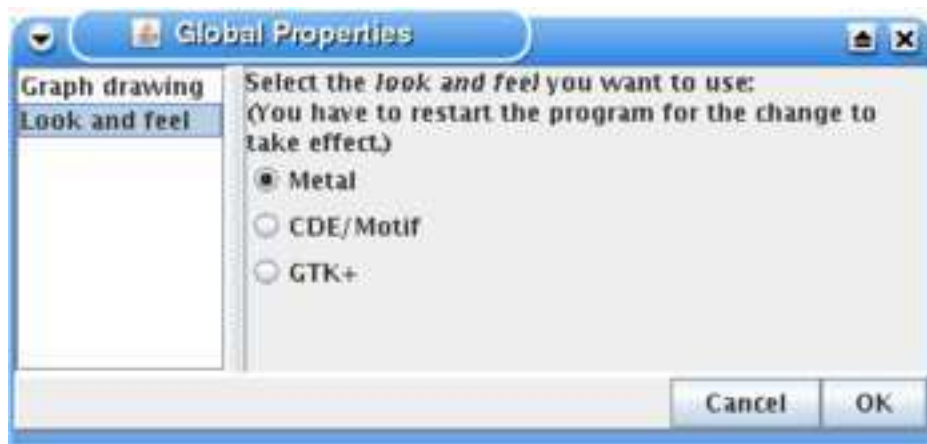 Global Properties
Graph drawing
Look and feel
Select the look and feel you want to use:
(You have to restart the program for the change to
take effect.)
Metal
CDE/Motif
GTK+
Cancel
OK